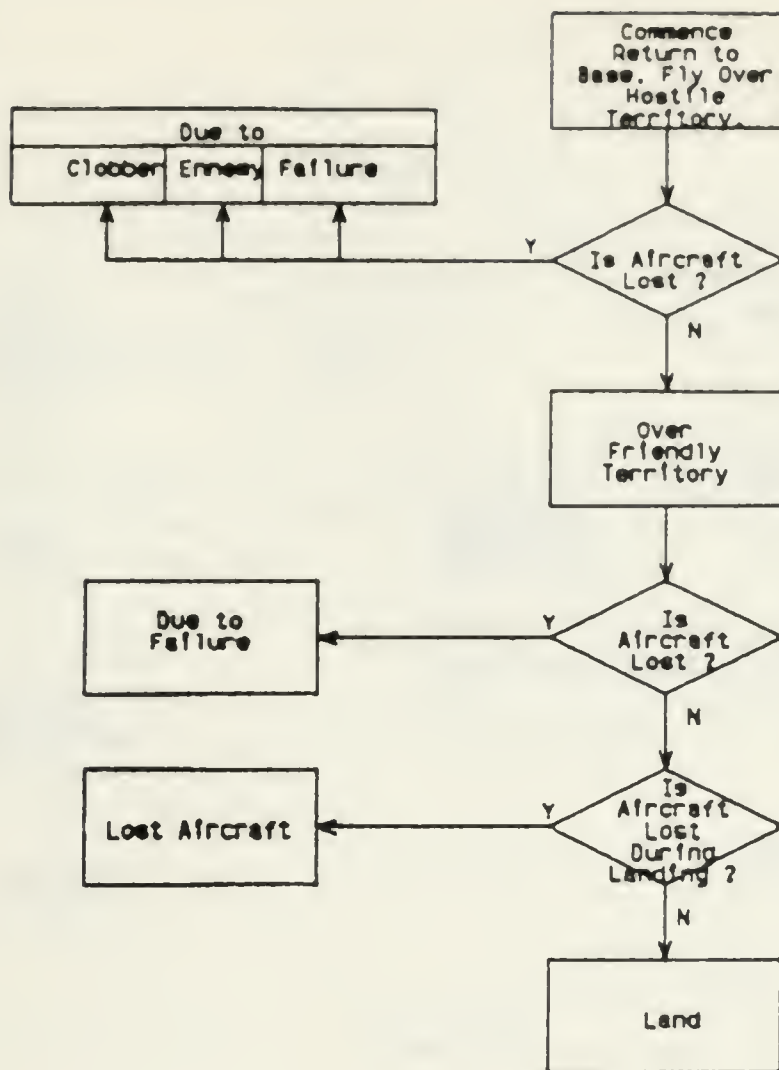 Commence
Return to
Base. Fly Over
Hostile
Territory.
Due to
Clobber Ennemy Failure
Y
Is Aircraft
Lost ?
N
Over
Friendly
Territory
Due to
Failure
Y
Is
Aircraft
Lost ?
N
Lost Aircraft
Y
Is
Aircraft
Lost
During
Landing ?
N
Land